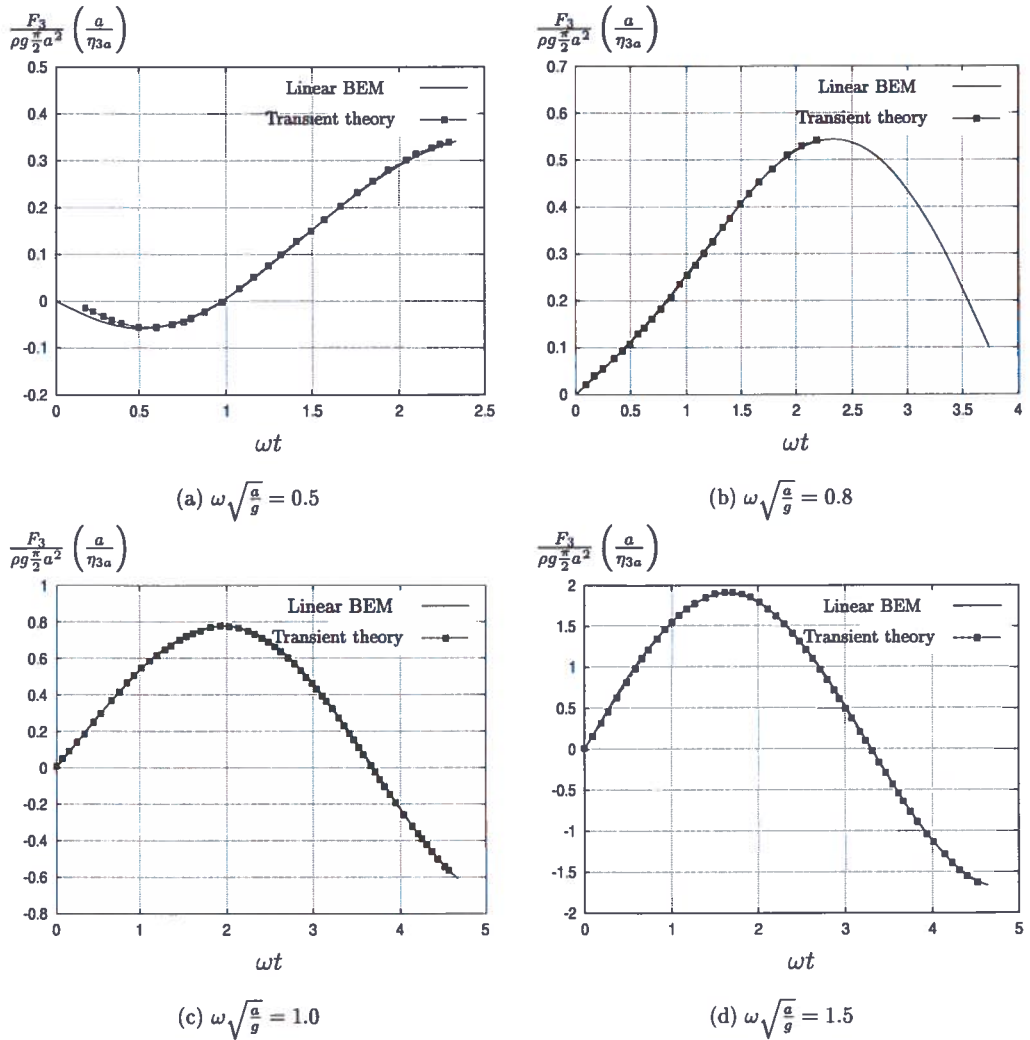 F₃ / ρg(π/2)a² (a/η₃ₐ)
0.5
0.4
0.3
0.2
0.1
0
-0.1
-0.2
Linear BEM
Transient theory
0 0.5 1 1.5 2 2.5
ωt
(a) ω√(a/g) = 0.5
F₃ / ρg(π/2)a² (a/η₃ₐ)
0.7
0.6
0.5
0.4
0.3
0.2
0.1
0
Linear BEM
Transient theory
0 0.5 1 1.5 2 2.5 3 3.5 4
ωt
(b) ω√(a/g) = 0.8
F₃ / ρg(π/2)a² (a/η₃ₐ)
1
0.8
0.6
0.4
0.2
0
-0.2
-0.4
-0.6
-0.8
Linear BEM
Transient theory
0 1 2 3 4 5
ωt
(c) ω√(a/g) = 1.0
F₃ / ρg(π/2)a² (a/η₃ₐ)
2
1.5
1
0.5
0
-0.5
-1
-1.5
-2
Linear BEM
Transient theory
0 1 2 3 4 5
ωt
(d) ω√(a/g) = 1.5